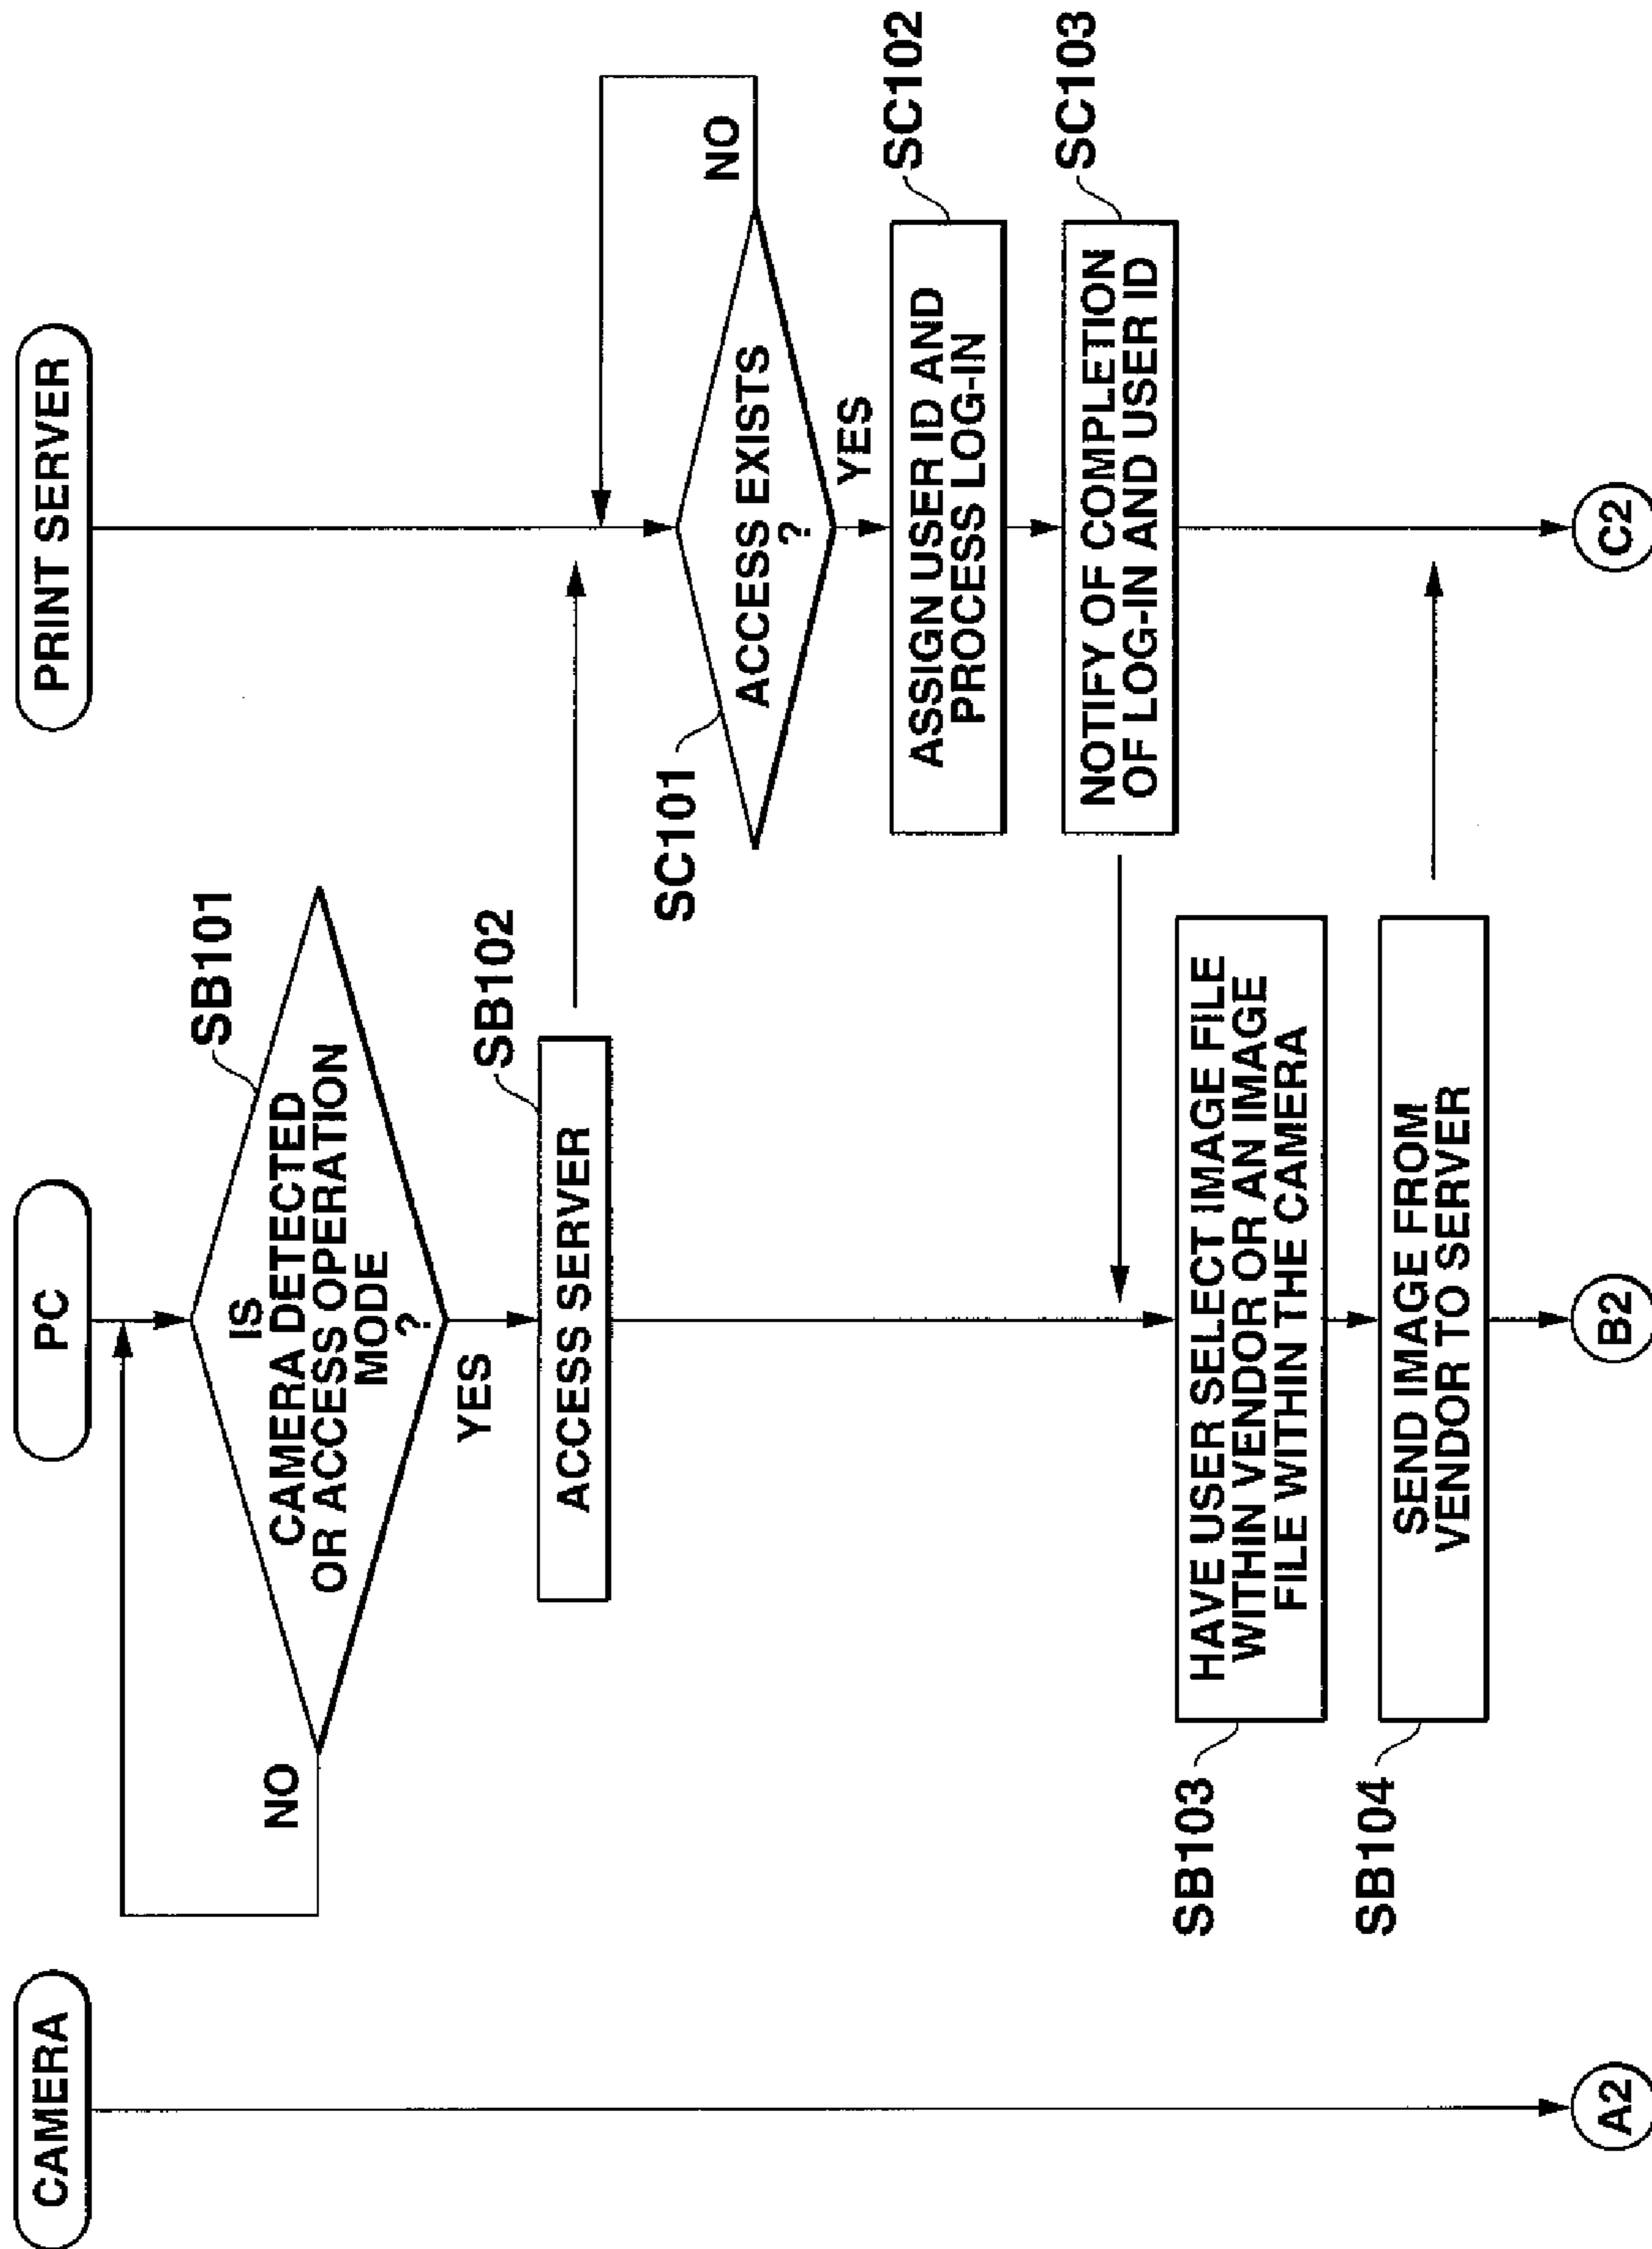 CAMERA
PC
PRINT SERVER
SB101
IS
CAMERA DETECTED
OR ACCESS OPERATION
MODE
?
NO
YES
SB102
ACCESS SERVER
SC101
ACCESS EXISTS
?
NO
YES
SC102
ASSIGN USER ID AND
PROCESS LOG-IN
SC103
NOTIFY OF COMPLETION
OF LOG-IN AND USER ID
SB103
HAVE USER SELECT IMAGE FILE
WITHIN VENDOR OR AN IMAGE
FILE WITHIN THE CAMERA
SB104
SEND IMAGE FROM
VENDOR TO SERVER
A2
B2
C2